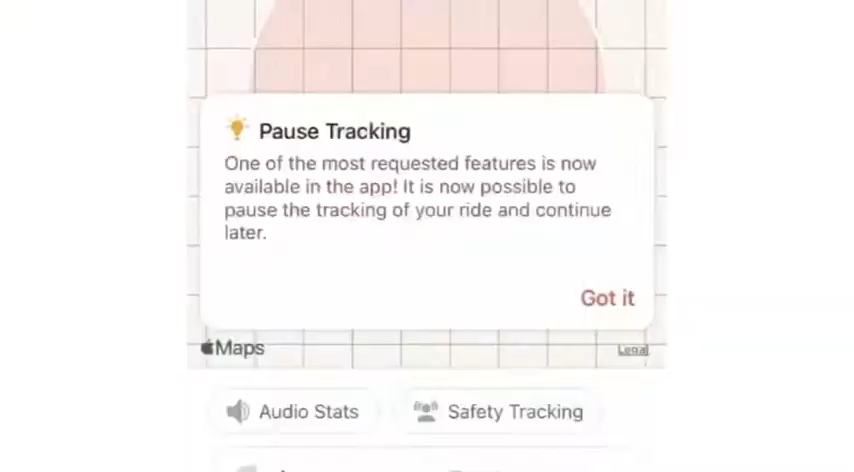 Pause Tracking
One of the most requested features is now
available in the app! It is now possible to
pause the tracking of your ride and continue
later.
Got it
Maps
Legal
Audio Stats
Safety Tracking